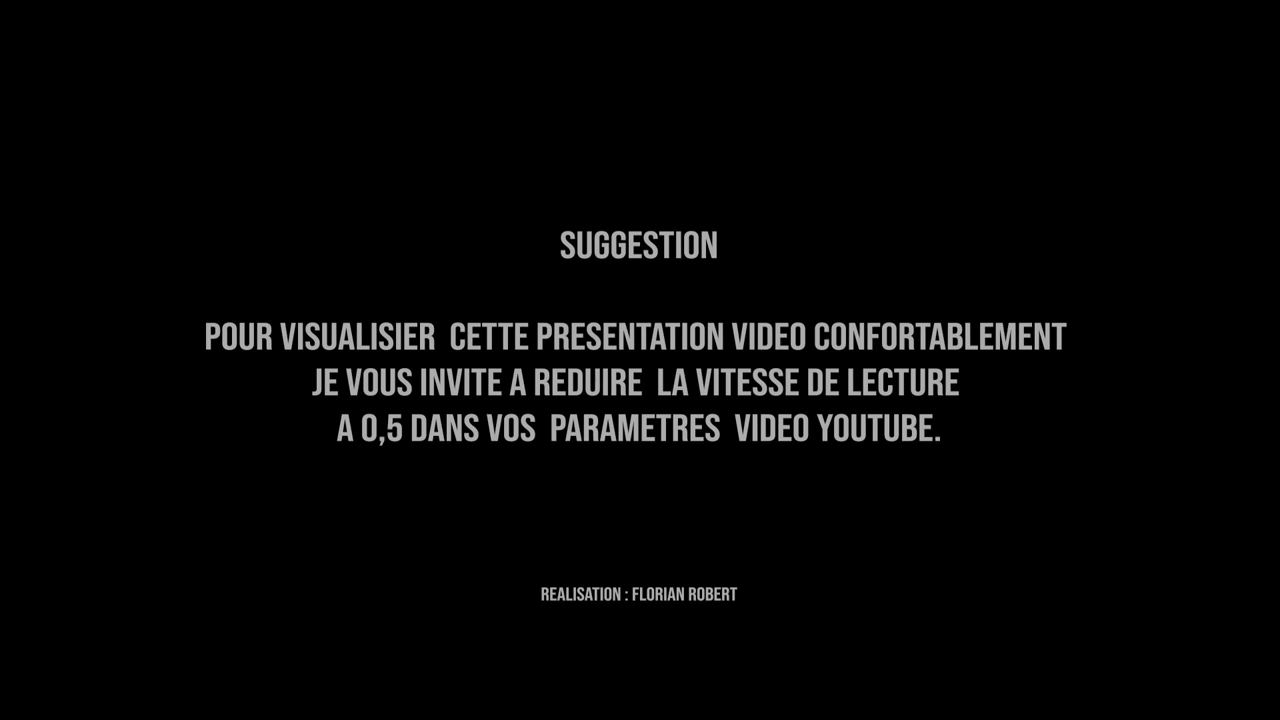 SUGGESTION
POUR VISUALISIER CETTE PRESENTATION VIDEO CONFORTABLEMENT
JE VOUS INVITE A REDUIRE LA VITESSE DE LECTURE
A 0,5 DANS VOS PARAMETRES VIDEO YOUTUBE.
REALISATION : FLORIAN ROBERT